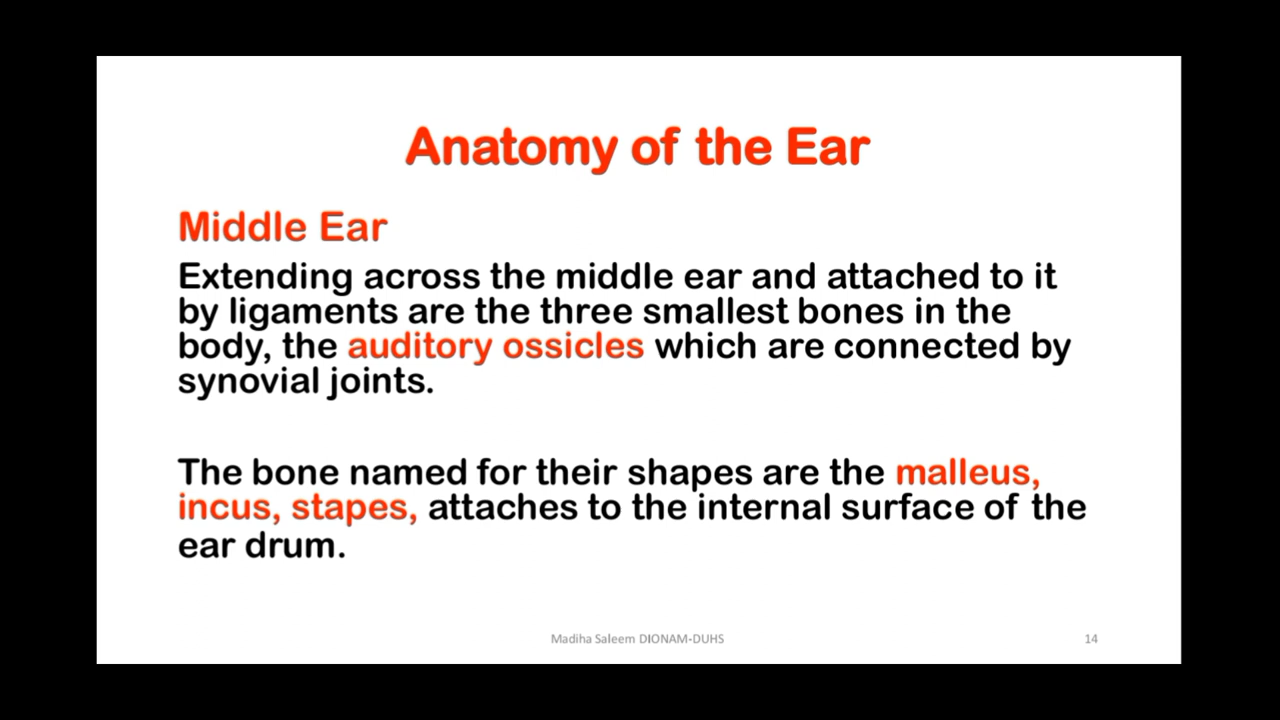 Anatomy of the Ear
Middle Ear
Extending across the middle ear and attached to it
by ligaments are the three smallest bones in the
body, the auditory ossicles which are connected by
synovial joints.
The bone named for their shapes are the malleus,
incus, stapes, attaches to the internal surface of the
ear drum.
Madiha Saleem DIONAM-DUHS
14